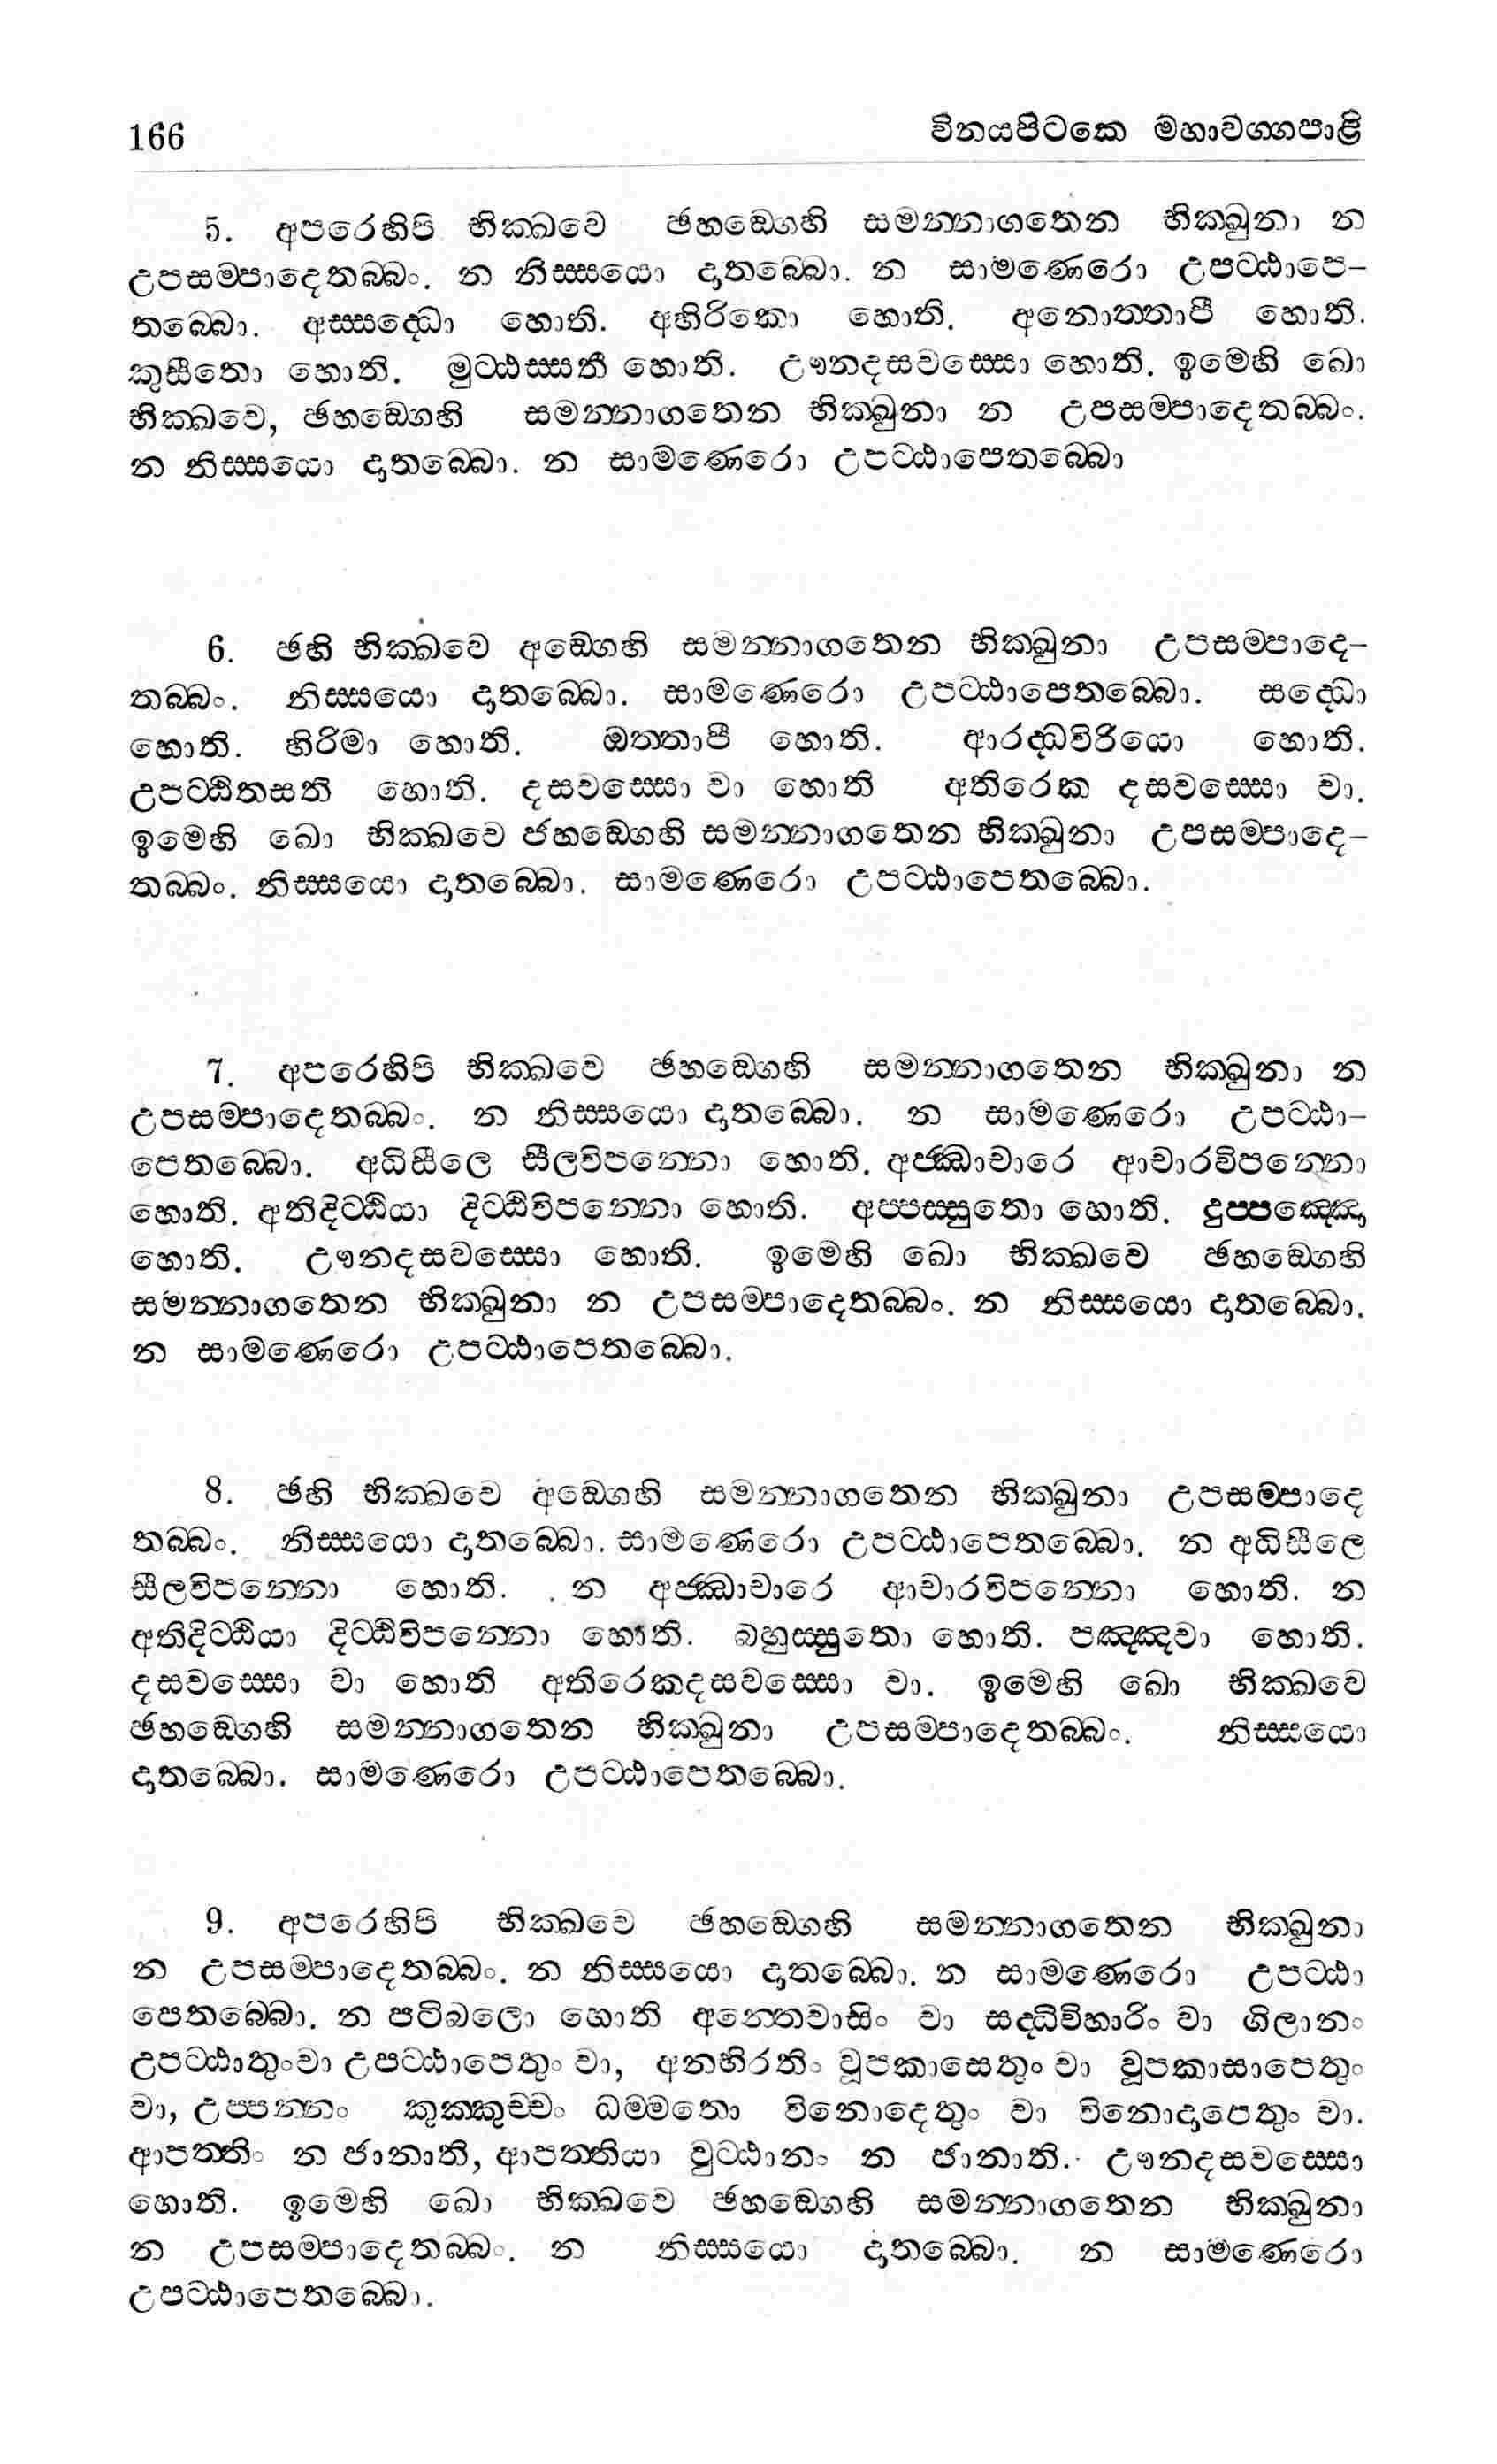 166 විනයපිටකෙ මහාවග්ගපාළි
5. අපරෙහිපි භික්ඛවෙ ඡහඞ්ගෙහි සමන්නාගතෙන භික්ඛුනා න
උපසම්පාදෙතබ්බං. න නිස්සයො දාතබ්බො. න සාමණෙරො උපට්ඨාපෙ-
තබ්බො. අස්සද්ධො හොති. අහිරිකො හොති. අනොත්තාපී හොති.
කුසීතො හොති. මුට්ඨස්සතී හොති. ඌනදසවස්සො හොති. ඉමෙහි ඛො
භික්ඛවෙ, ඡහඞ්ගෙහි සමන්නාගතෙන භික්ඛුනා න උපසම්පාදෙතබ්බං.
න නිස්සයො දාතබ්බො. න සාමණෙරො උපට්ඨාපෙතබ්බො
6. ඡහි භික්ඛවෙ අඞ්ගෙහි සමන්නාගතෙන භික්ඛුනා උපසම්පාදෙ-
තබ්බං. නිස්සයො දාතබ්බො. සාමණෙරො උපට්ඨාපෙතබ්බො. සද්ධො
හොති. හිරිමා හොති. ඔත්තාපී හොති. ආරද්ධවිරියො හොති.
උපට්ඨිතසති හොති. දසවස්සො වා හොති අතිරෙක දසවස්සො වා.
ඉමෙහි ඛො භික්ඛවෙ ජහඞ්ගෙහි සමන්නාගතෙන භික්ඛුනා උපසම්පාදෙ-
තබ්බං. නිස්සයො දාතබ්බො. සාමණෙරො උපට්ඨාපෙතබ්බො.
7. අපරෙහිපි භික්ඛවෙ ඡහඞ්ගෙහි සමන්නාගතෙන භික්ඛුනා න
උපසම්පාදෙතබ්බං. න නිස්සයො දාතබ්බො. න සාමණෙරො උපට්ඨා-
පෙතබ්බො. අධිසීලෙ සීලවිපන්නො හොති. අජ්ඣාචාරෙ ආචාරවිපන්නො
හොති. අතිදිට්ඨියා දිට්ඨිවිපන්නො හොති. අප්පස්සුතො හොති. දුප්පඤ්ඤො
හොති. ඌනදසවස්සො හොති. ඉමෙහි ඛො භික්ඛවෙ ඡහඞ්ගෙහි
සමන්නාගතෙන භික්ඛුනා න උපසම්පාදෙතබ්බං. න නිස්සයො දාතබ්බො.
න සාමණෙරො උපට්ඨාපෙතබ්බො.
8. ඡහි භික්ඛවෙ අඞ්ගෙහි සමන්නාගතෙන භික්ඛුනා උපසම්පාදෙ
තබ්බං. නිස්සයො දාතබ්බො. සාමණෙරො උපට්ඨාපෙතබ්බො. න අධිසීලෙ
සීලවිපන්නො හොති. න අජ්ඣාචාරෙ ආචාරවිපන්නො හොති. න
අතිදිට්ඨියා දිට්ඨිවිපන්නො හොති. බහුස්සුතො හොති. පඤ්ඤවා හොති.
දසවස්සො වා හොති අතිරෙකදසවස්සො වා. ඉමෙහි ඛො භික්ඛවෙ
ඡහඞ්ගෙහි සමන්නාගතෙන භික්ඛුනා උපසම්පාදෙතබ්බං. නිස්සයො
දාතබ්බො. සාමණෙරො උපට්ඨාපෙතබ්බො.
9. අපරෙහිපි භික්ඛවෙ ඡහඞ්ගෙහි සමන්නාගතෙන භික්ඛුනා
න උපසම්පාදෙතබ්බං. න නිස්සයො දාතබ්බො. න සාමණෙරො උපට්ඨා
පෙතබ්බො. න පටිබලො හොති අන්තෙවාසිං වා සද්ධිවිහාරිං වා ගිලානං
උපට්ඨාතුංවා උපට්ඨාපෙතුං වා, අනභිරතිං වූපකාසෙතුං වා වූපකාසාපෙතුං
වා, උප්පන්නං කුක්කුච්චං ධම්මතො විනොදෙතුං වා විනොදාපෙතුං වා.
ආපත්තිං න ජානාති, ආපත්තියා වුට්ඨානං න ජානාති. ඌනදසවස්සො
හොති. ඉමෙහි ඛො භික්ඛවෙ ඡහඞ්ගෙහි සමන්නාගතෙන භික්ඛුනා
න උපසම්පාදෙතබ්බං. න නිස්සයො දාතබ්බො. න සාමණෙරො
උපට්ඨාපෙතබ්බො.